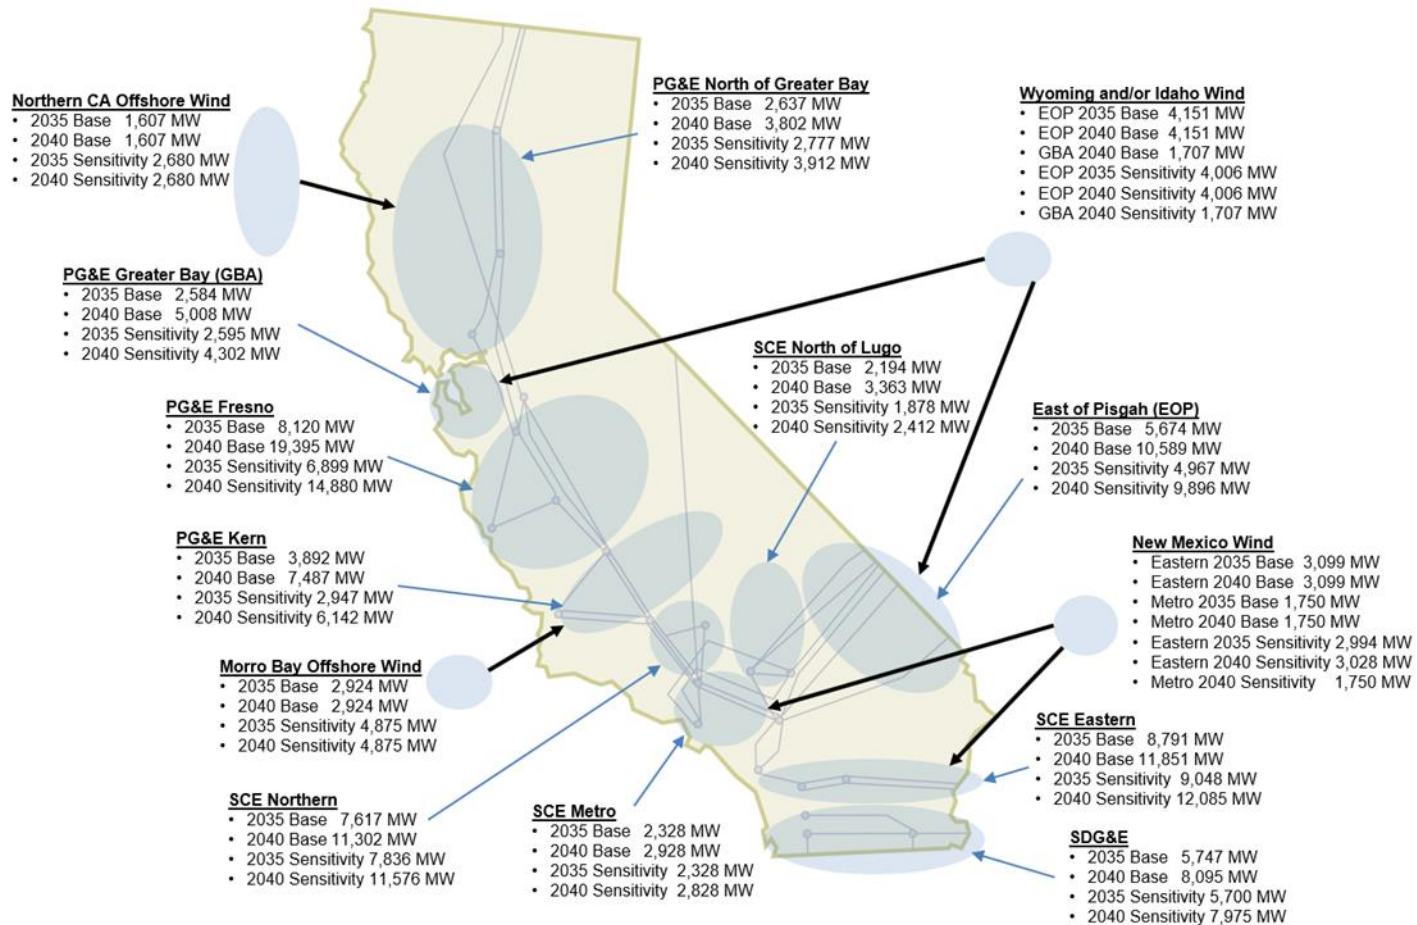 Northern CA Offshore Wind
• 2035 Base 1,607 MW
• 2040 Base 1,607 MW
• 2035 Sensitivity 2,680 MW
• 2040 Sensitivity 2,680 MW
PG&E North of Greater Bay
• 2035 Base 2,637 MW
• 2040 Base 3,802 MW
• 2035 Sensitivity 2,777 MW
• 2040 Sensitivity 3,912 MW
Wyoming and/or Idaho Wind
• EOP 2035 Base 4,151 MW
• EOP 2040 Base 4,151 MW
• GBA 2040 Base 1,707 MW
• EOP 2035 Sensitivity 4,006 MW
• EOP 2040 Sensitivity 4,006 MW
• GBA 2040 Sensitivity 1,707 MW
PG&E Greater Bay (GBA)
• 2035 Base 2,584 MW
• 2040 Base 5,008 MW
• 2035 Sensitivity 2,595 MW
• 2040 Sensitivity 4,302 MW
SCE North of Lugo
• 2035 Base 2,194 MW
• 2040 Base 3,363 MW
• 2035 Sensitivity 1,878 MW
• 2040 Sensitivity 2,412 MW
PG&E Fresno
• 2035 Base 8,120 MW
• 2040 Base 19,395 MW
• 2035 Sensitivity 6,899 MW
• 2040 Sensitivity 14,880 MW
East of Pisgah (EOP)
• 2035 Base 5,674 MW
• 2040 Base 10,589 MW
• 2035 Sensitivity 4,967 MW
• 2040 Sensitivity 9,896 MW
PG&E Kern
• 2035 Base 3,892 MW
• 2040 Base 7,487 MW
• 2035 Sensitivity 2,947 MW
• 2040 Sensitivity 6,142 MW
New Mexico Wind
• Eastern 2035 Base 3,099 MW
• Eastern 2040 Base 3,099 MW
• Metro 2035 Base 1,750 MW
• Metro 2040 Base 1,750 MW
• Eastern 2035 Sensitivity 2,994 MW
• Eastern 2040 Sensitivity 3,028 MW
• Metro 2040 Sensitivity 1,750 MW
Morro Bay Offshore Wind
• 2035 Base 2,924 MW
• 2040 Base 2,924 MW
• 2035 Sensitivity 4,875 MW
• 2040 Sensitivity 4,875 MW
SCE Eastern
• 2035 Base 8,791 MW
• 2040 Base 11,851 MW
• 2035 Sensitivity 9,048 MW
• 2040 Sensitivity 12,085 MW
SCE Northern
• 2035 Base 7,617 MW
• 2040 Base 11,302 MW
• 2035 Sensitivity 7,836 MW
• 2040 Sensitivity 11,576 MW
SCE Metro
• 2035 Base 2,328 MW
• 2040 Base 2,928 MW
• 2035 Sensitivity 2,328 MW
• 2040 Sensitivity 2,828 MW
SDG&E
• 2035 Base 5,747 MW
• 2040 Base 8,095 MW
• 2035 Sensitivity 5,700 MW
• 2040 Sensitivity 7,975 MW